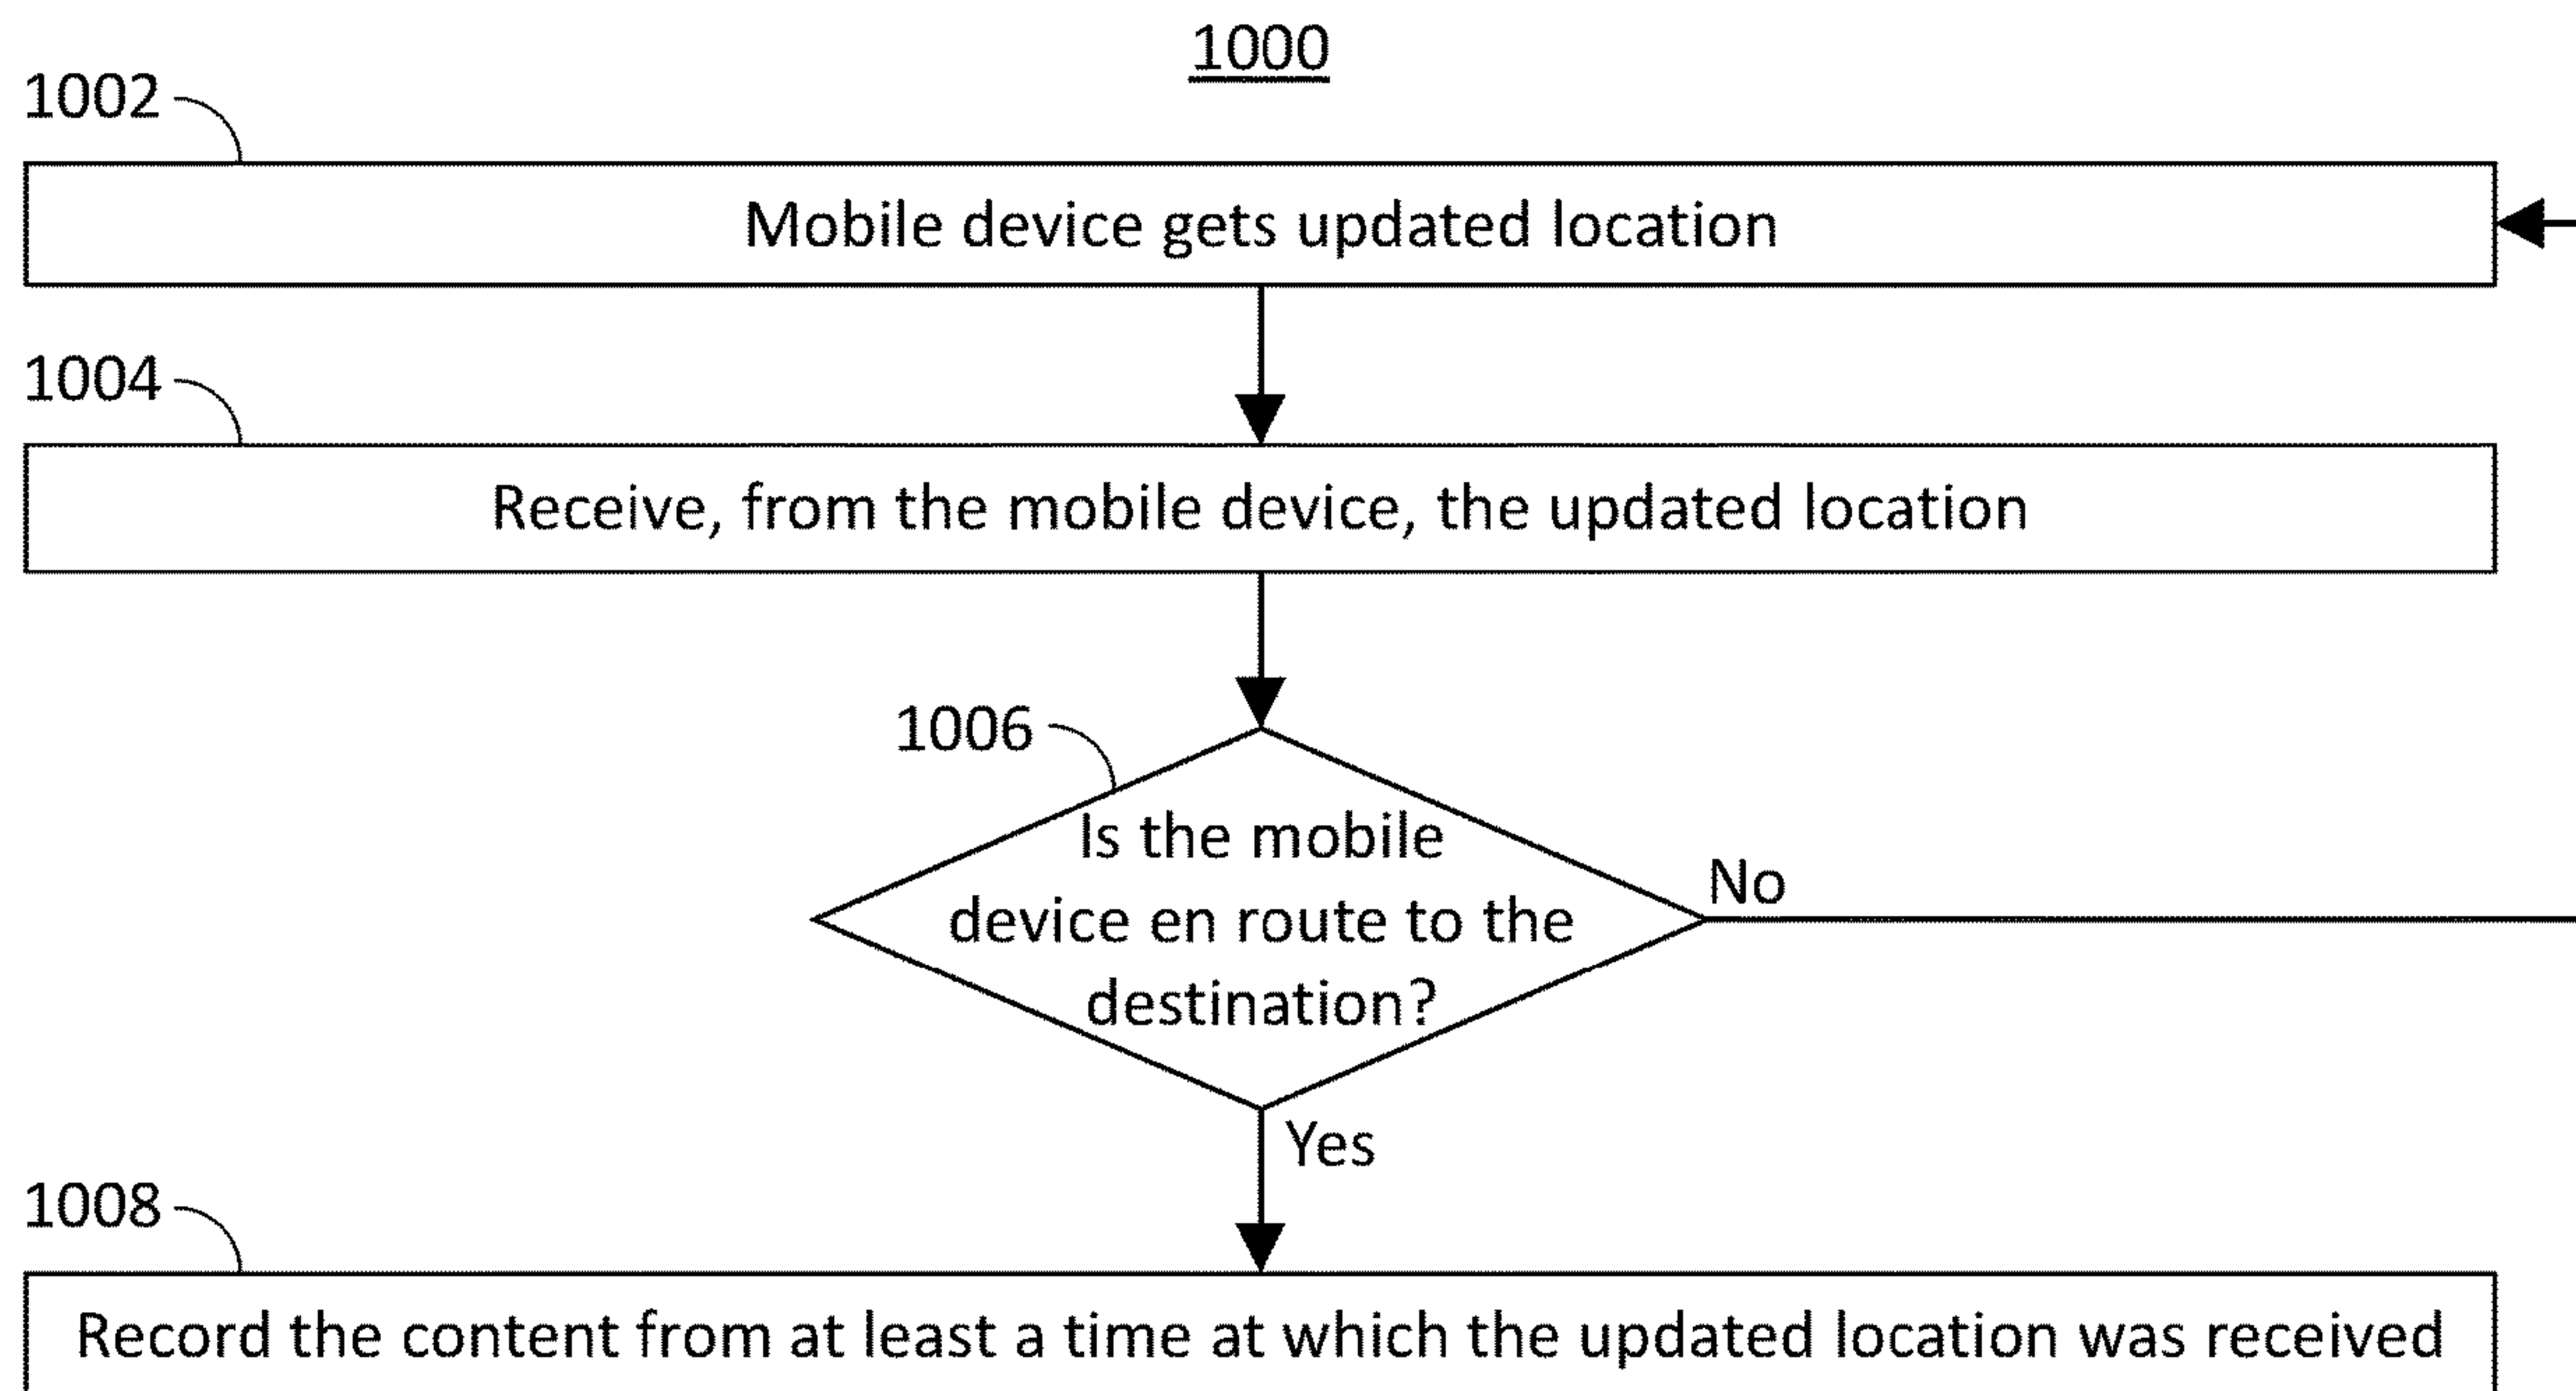 1000
1002
Mobile device gets updated location
1004
Receive, from the mobile device, the updated location
1006
Is the mobile
device en route to the
destination?
No
Yes
1008
Record the content from at least a time at which the updated location was received